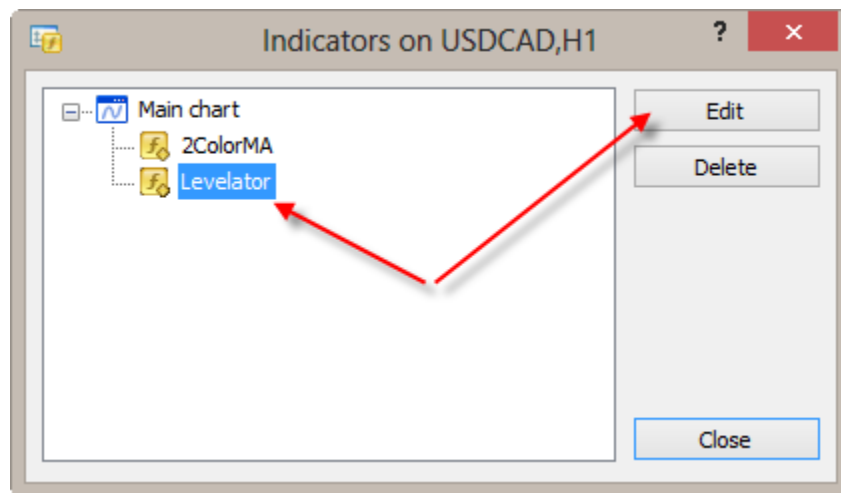 Indicators on USDCAD,H1
?
Main chart
2ColorMA
Levelator
Edit
Delete
Close